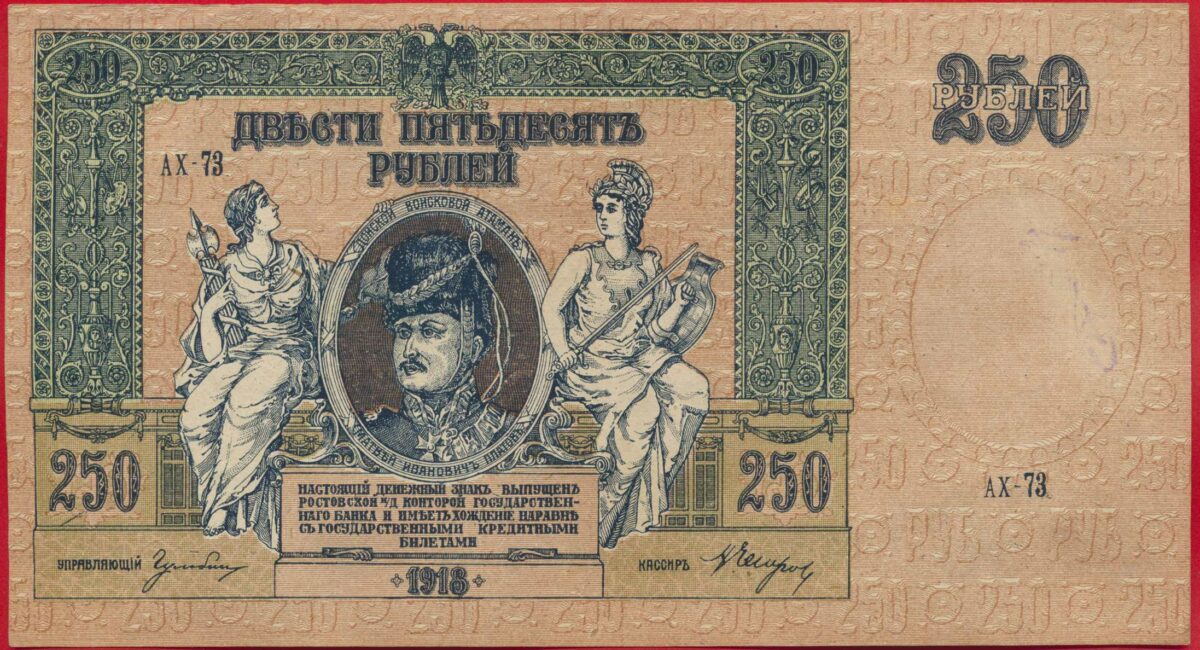 250
250
250
РУБЛЕЙ
ДВѢСТИ ПЯТЬДЕСЯТЪ
РУБЛЕЙ
АХ-73
ДОНСКОЙ ВОЙСКОВОЙ АТАМАНЪ
МАТВѢЙ ИВАНОВИЧЪ ПЛАТОВЪ
250
250
НАСТОЯЩІЙ ДЕНЕЖНЫЙ ЗНАКЪ ВЫПУЩЕНЪ
РОСТОВСКОЙ Н/Д КОНТОРОЙ ГОСУДАРСТВЕН-
НАГО БАНКА И ИМѢЕТЪ ХОЖДЕНІЕ НАРАВНѢ
СЪ ГОСУДАРСТВЕННЫМИ КРЕДИТНЫМИ
БИЛЕТАМИ
АХ-73
УПРАВЛЯЮЩІЙ
КАССИРЪ
1918